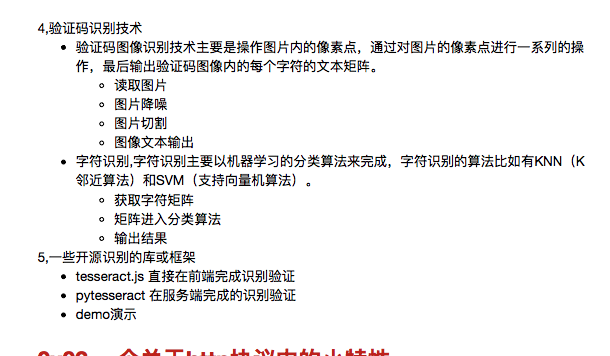 4,验证码识别技术
验证码图像识别技术主要是操作图片内的像素点，通过对图片的像素点进行一系列的操
作，最后输出验证码图像内的每个字符的文本矩阵。
读取图片
图片降噪
图片切割
图像文本输出
字符识别,字符识别主要以机器学习的分类算法来完成，字符识别的算法比如有KNN（K
邻近算法）和SVM（支持向量机算法）。
获取字符矩阵
矩阵进入分类算法
输出结果
5,一些开源识别的库或框架
tesseract.js 直接在前端完成识别验证
pytesseract 在服务端完成的识别验证
demo演示